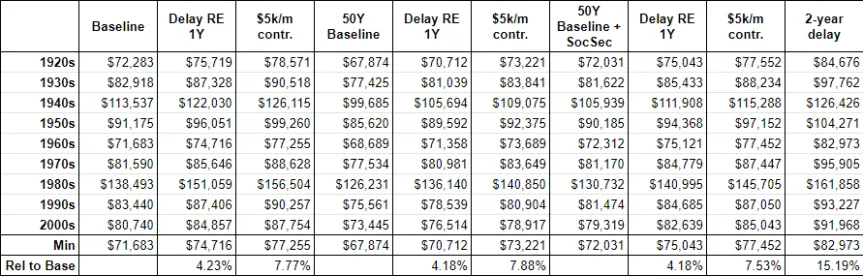 Baseline Delay RE 1Y $5k/m contr. 50Y Baseline Delay RE 1Y $5k/m contr. 50Y Baseline + SocSec Delay RE 1Y $5k/m contr. 2-year delay
1920s $72,283 $75,719 $78,571 $67,874 $70,712 $73,221 $72,031 $75,043 $77,552 $84,676
1930s $82,918 $87,328 $90,518 $77,425 $81,039 $83,841 $81,622 $85,433 $88,234 $97,762
1940s $113,537 $122,030 $126,115 $99,685 $105,694 $109,075 $105,939 $111,908 $115,288 $126,426
1950s $91,175 $96,051 $99,260 $85,620 $89,592 $92,375 $90,185 $94,368 $97,152 $104,271
1960s $71,683 $74,716 $77,255 $68,689 $71,358 $73,689 $72,312 $75,121 $77,452 $82,973
1970s $81,590 $85,646 $88,628 $77,534 $80,981 $83,649 $81,170 $84,779 $87,447 $95,905
1980s $138,493 $151,059 $156,504 $126,231 $136,140 $140,850 $130,732 $140,995 $145,705 $161,858
1990s $83,440 $87,406 $90,257 $75,561 $78,539 $80,904 $81,474 $84,685 $87,050 $93,227
2000s $80,740 $84,857 $87,754 $73,445 $76,514 $78,917 $79,319 $82,639 $85,043 $91,968
Min $71,683 $74,716 $77,255 $67,874 $70,712 $73,221 $72,031 $75,043 $77,452 $82,973
Rel to Base 4.23% 7.77% 4.18% 7.88% 4.18% 7.53% 15.19%